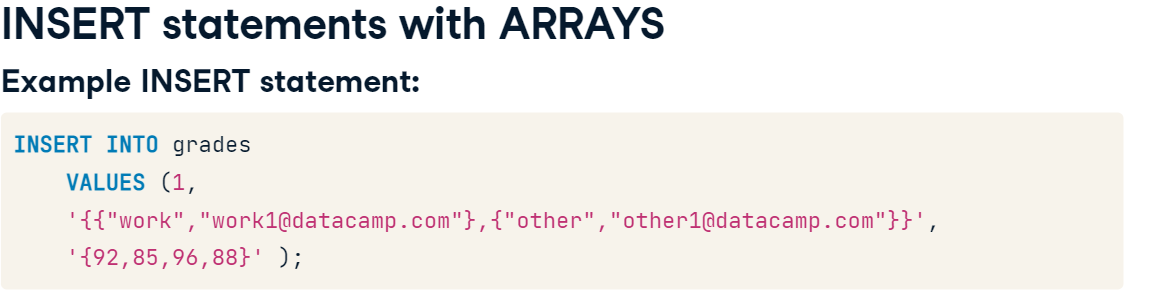 INSERT statements with ARRAYS
Example INSERT statement:
INSERT INTO grades
VALUES (1,
'{{"work","work1@datacamp.com"},{"other","other1@datacamp.com"}}',
'{92,85,96,88}' );